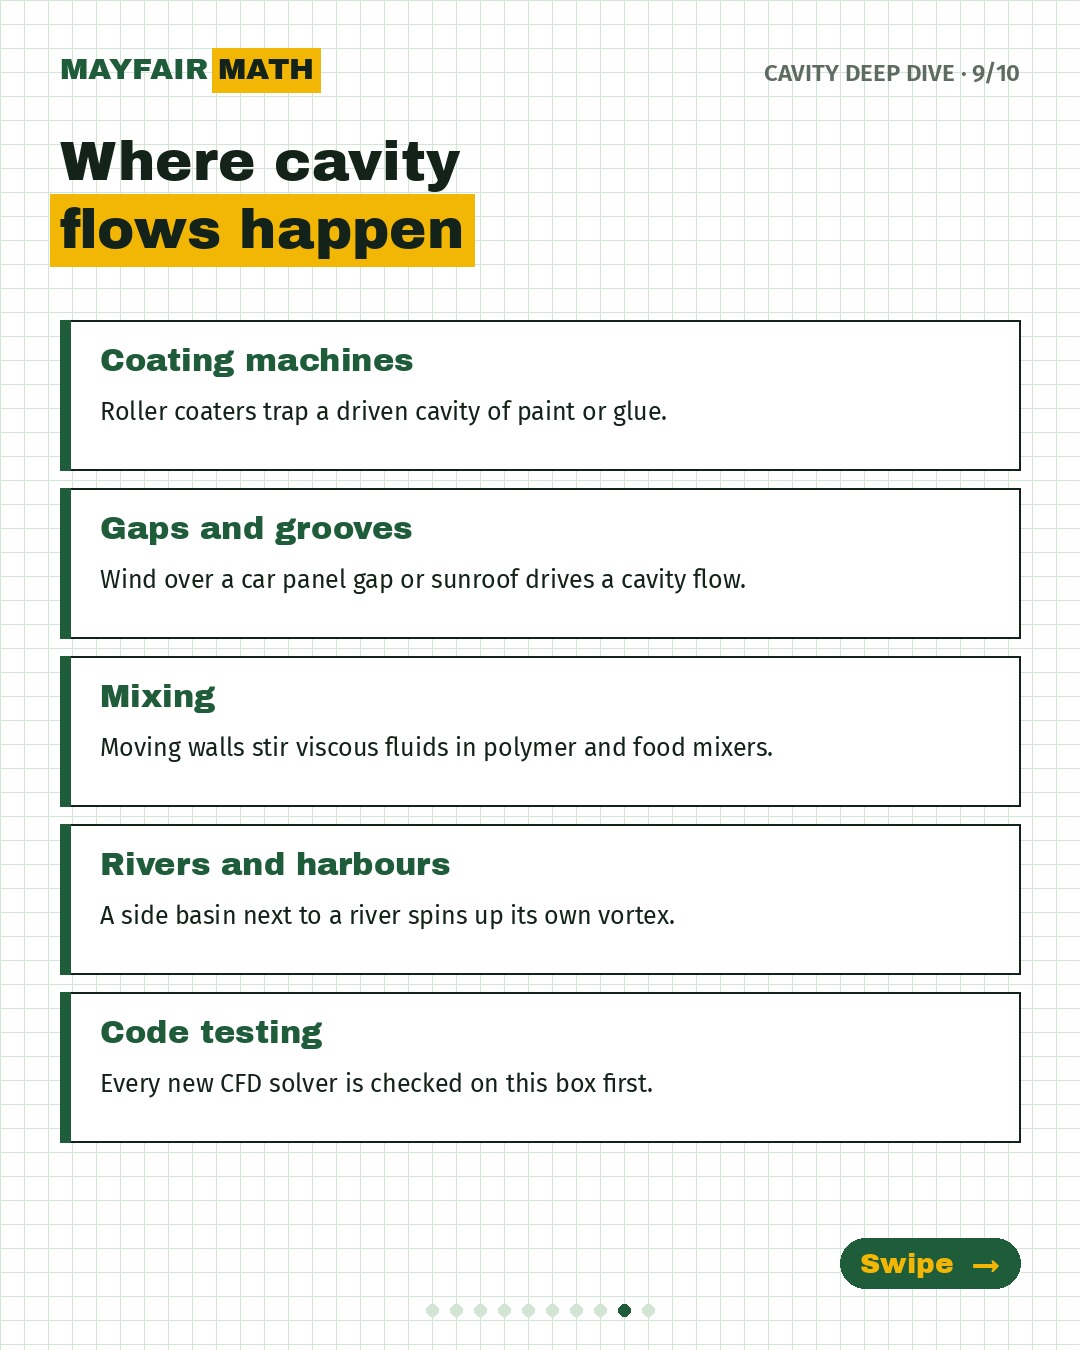 MAYFAIR MATH
CAVITY DEEP DIVE · 9/10
Where cavity
flows happen
Coating machines
Roller coaters trap a driven cavity of paint or glue.
Gaps and grooves
Wind over a car panel gap or sunroof drives a cavity flow.
Mixing
Moving walls stir viscous fluids in polymer and food mixers.
Rivers and harbours
A side basin next to a river spins up its own vortex.
Code testing
Every new CFD solver is checked on this box first.
Swipe →